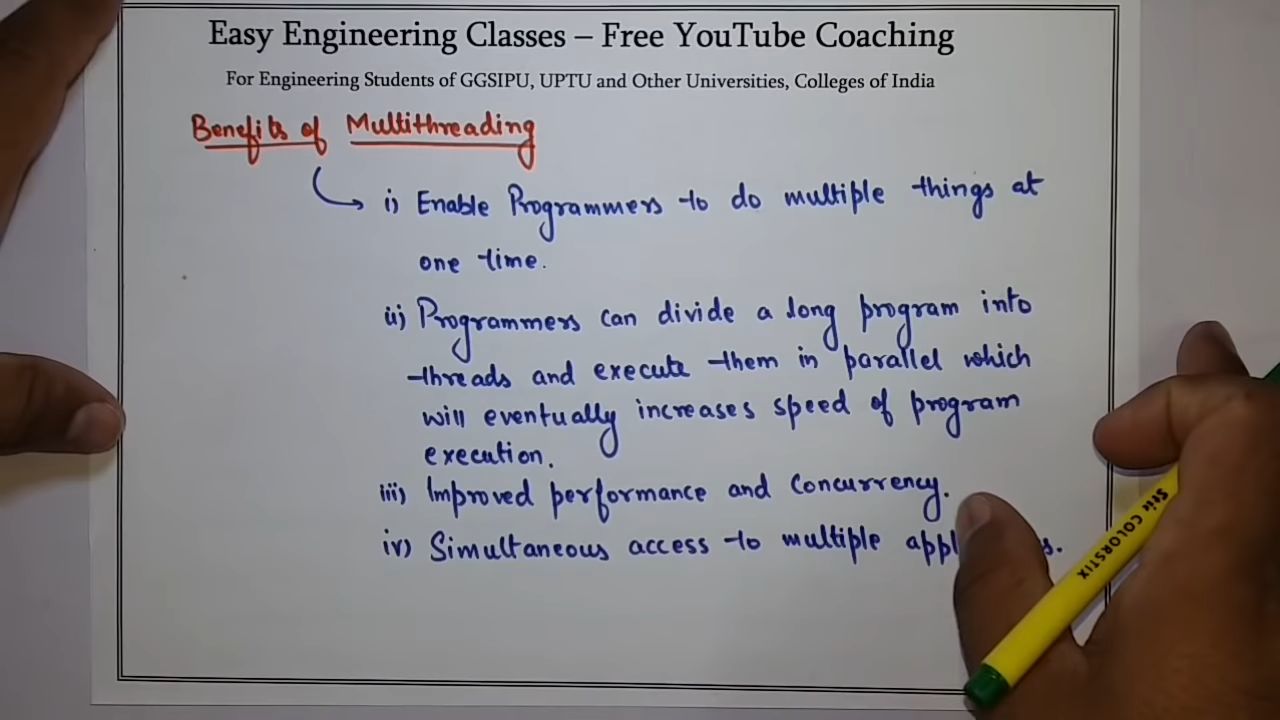 Easy Engineering Classes – Free YouTube Coaching
For Engineering Students of GGSIPU, UPTU and Other Universities, Colleges of India
Benefits of Multithreading
i) Enable Programmers to do multiple things at
one time.
ii) Programmers can divide a long program into
threads and execute them in parallel which
will eventually increases speed of program
execution.
iii) Improved performance and concurrency.
iv) Simultaneous access to multiple
COLORSTIX